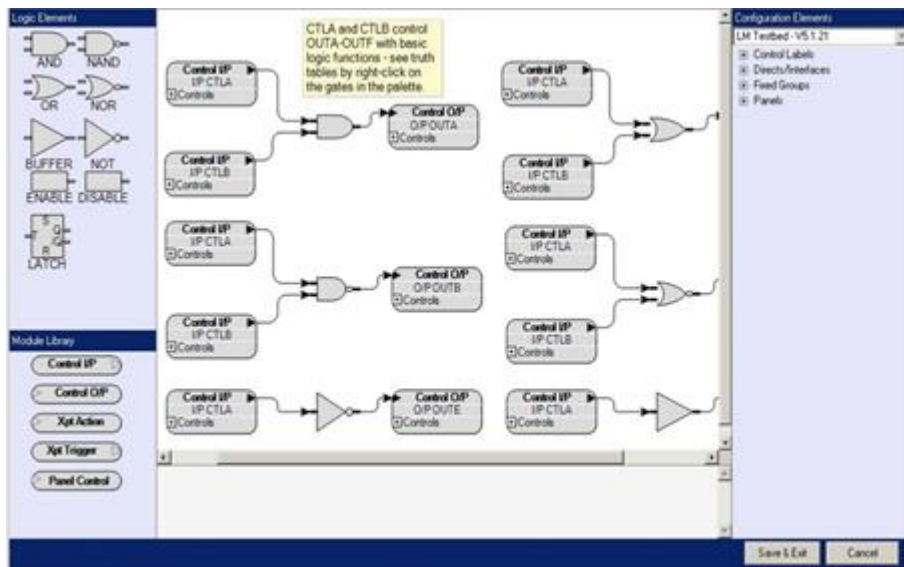 Logic Elements
AND NAND
OR NOR
BUFFER NOT
ENABLE DISABLE
S
T Q
Q
R
LATCH
Module Library
Control I/P
Control O/P
Xpt Action
Xpt Trigger
Panel Control
CTLA and CTLB control
OUTA-OUTF with basic
logic functions - see truth
tables by right-click on
the gates in the palette.
Control I/P
I/P CTLA
Controls
Control I/P
I/P CTLB
Controls
Control O/P
O/P OUTA
Controls
Control I/P
I/P CTLA
Controls
Control I/P
I/P CTLB
Controls
Control I/P
I/P CTLA
Controls
Control I/P
I/P CTLB
Controls
Control O/P
O/P OUTB
Controls
Control I/P
I/P CTLA
Controls
Control I/P
I/P CTLB
Controls
Control I/P
I/P CTLA
Controls
Control O/P
O/P OUTE
Controls
Control I/P
I/P CTLA
Controls
Configuration Elements
LM Testbed - V5.1.21
Control Labels
Directs/Interfaces
Fixed Groups
Panels
Save & Exit
Cancel